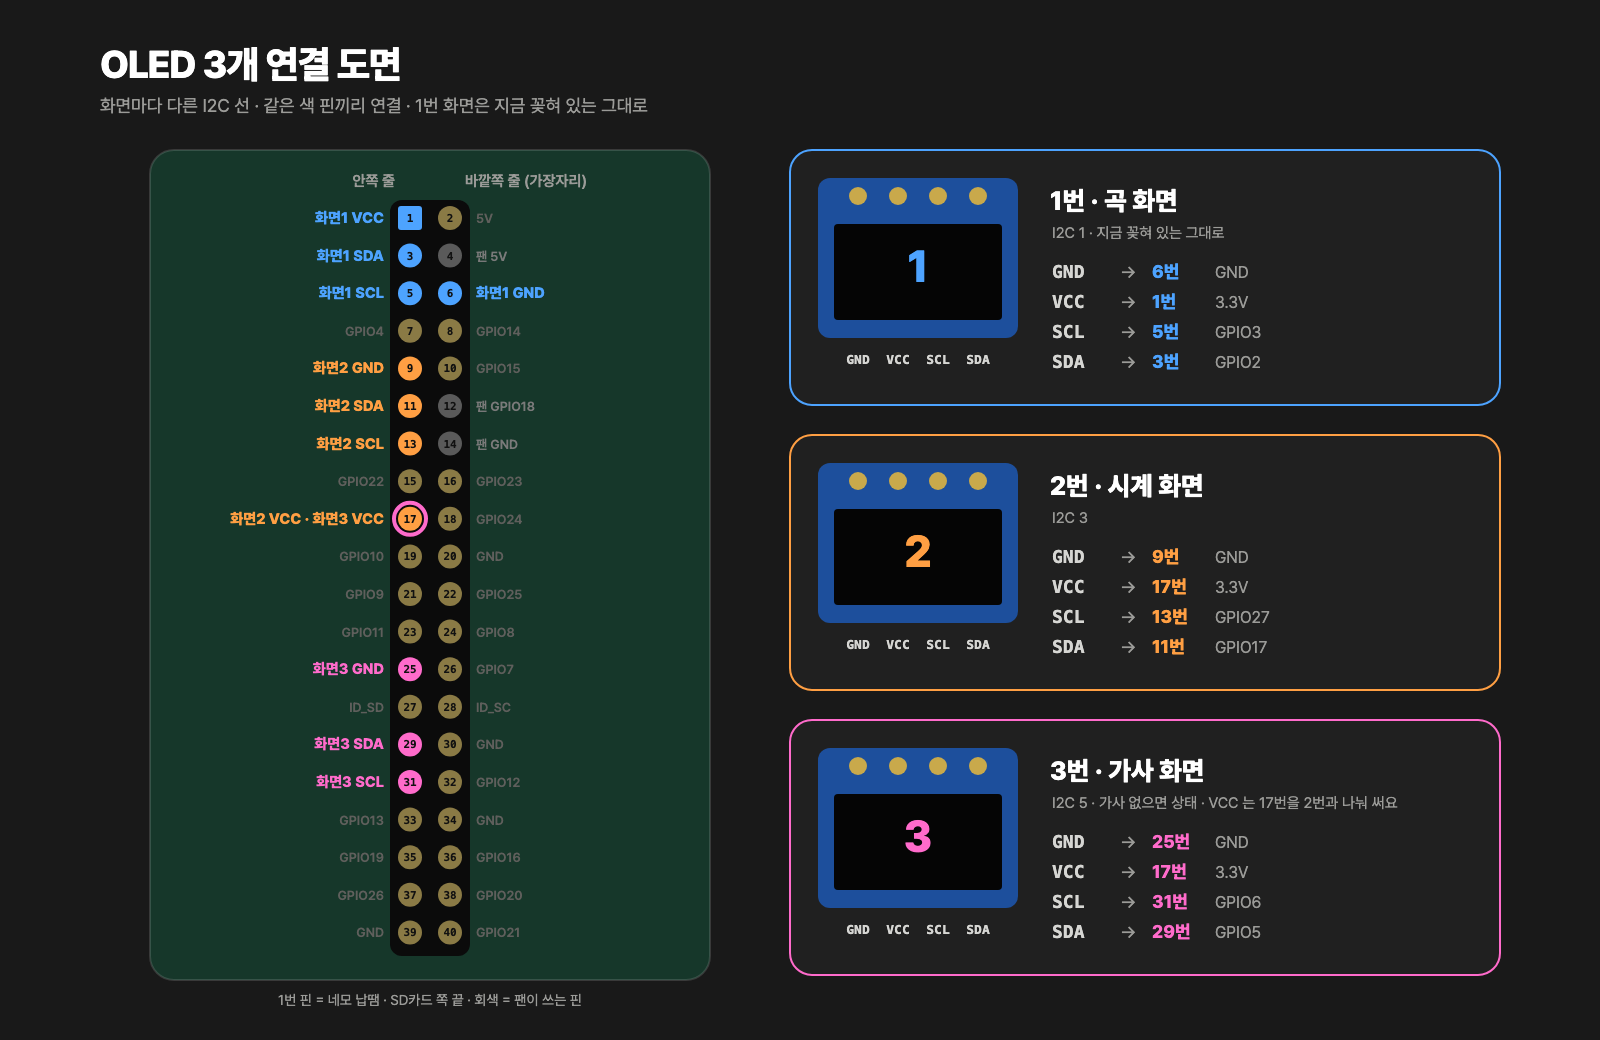 OLED 3개 연결 도면
화면마다 다른 I2C 선 · 같은 색 핀끼리 연결 · 1번 화면은 지금 꽂혀 있는 그대로
안쪽 줄 바깥쪽 줄 (가장자리)
화면1 VCC 1 2 5V
화면1 SDA 3 4 팬 5V
화면1 SCL 5 6 화면1 GND
GPIO4 7 8 GPIO14
화면2 GND 9 10 GPIO15
화면2 SDA 11 12 팬 GPIO18
화면2 SCL 13 14 팬 GND
GPIO22 15 16 GPIO23
화면2 VCC · 화면3 VCC 17 18 GPIO24
GPIO10 19 20 GND
GPIO9 21 22 GPIO25
GPIO11 23 24 GPIO8
화면3 GND 25 26 GPIO7
ID_SD 27 28 ID_SC
화면3 SDA 29 30 GND
화면3 SCL 31 32 GPIO12
GPIO13 33 34 GND
GPIO19 35 36 GPIO16
GPIO26 37 38 GPIO20
GND 39 40 GPIO21
1번 핀 = 네모 납땜 · SD카드 쪽 끝 · 회색 = 팬이 쓰는 핀
1
GND VCC SCL SDA
1번 · 곡 화면
I2C 1 · 지금 꽂혀 있는 그대로
GND → 6번 GND
VCC → 1번 3.3V
SCL → 5번 GPIO3
SDA → 3번 GPIO2
2
GND VCC SCL SDA
2번 · 시계 화면
I2C 3
GND → 9번 GND
VCC → 17번 3.3V
SCL → 13번 GPIO27
SDA → 11번 GPIO17
3
GND VCC SCL SDA
3번 · 가사 화면
I2C 5 · 가사 없으면 상태 · VCC 는 17번을 2번과 나눠 써요
GND → 25번 GND
VCC → 17번 3.3V
SCL → 31번 GPIO6
SDA → 29번 GPIO5